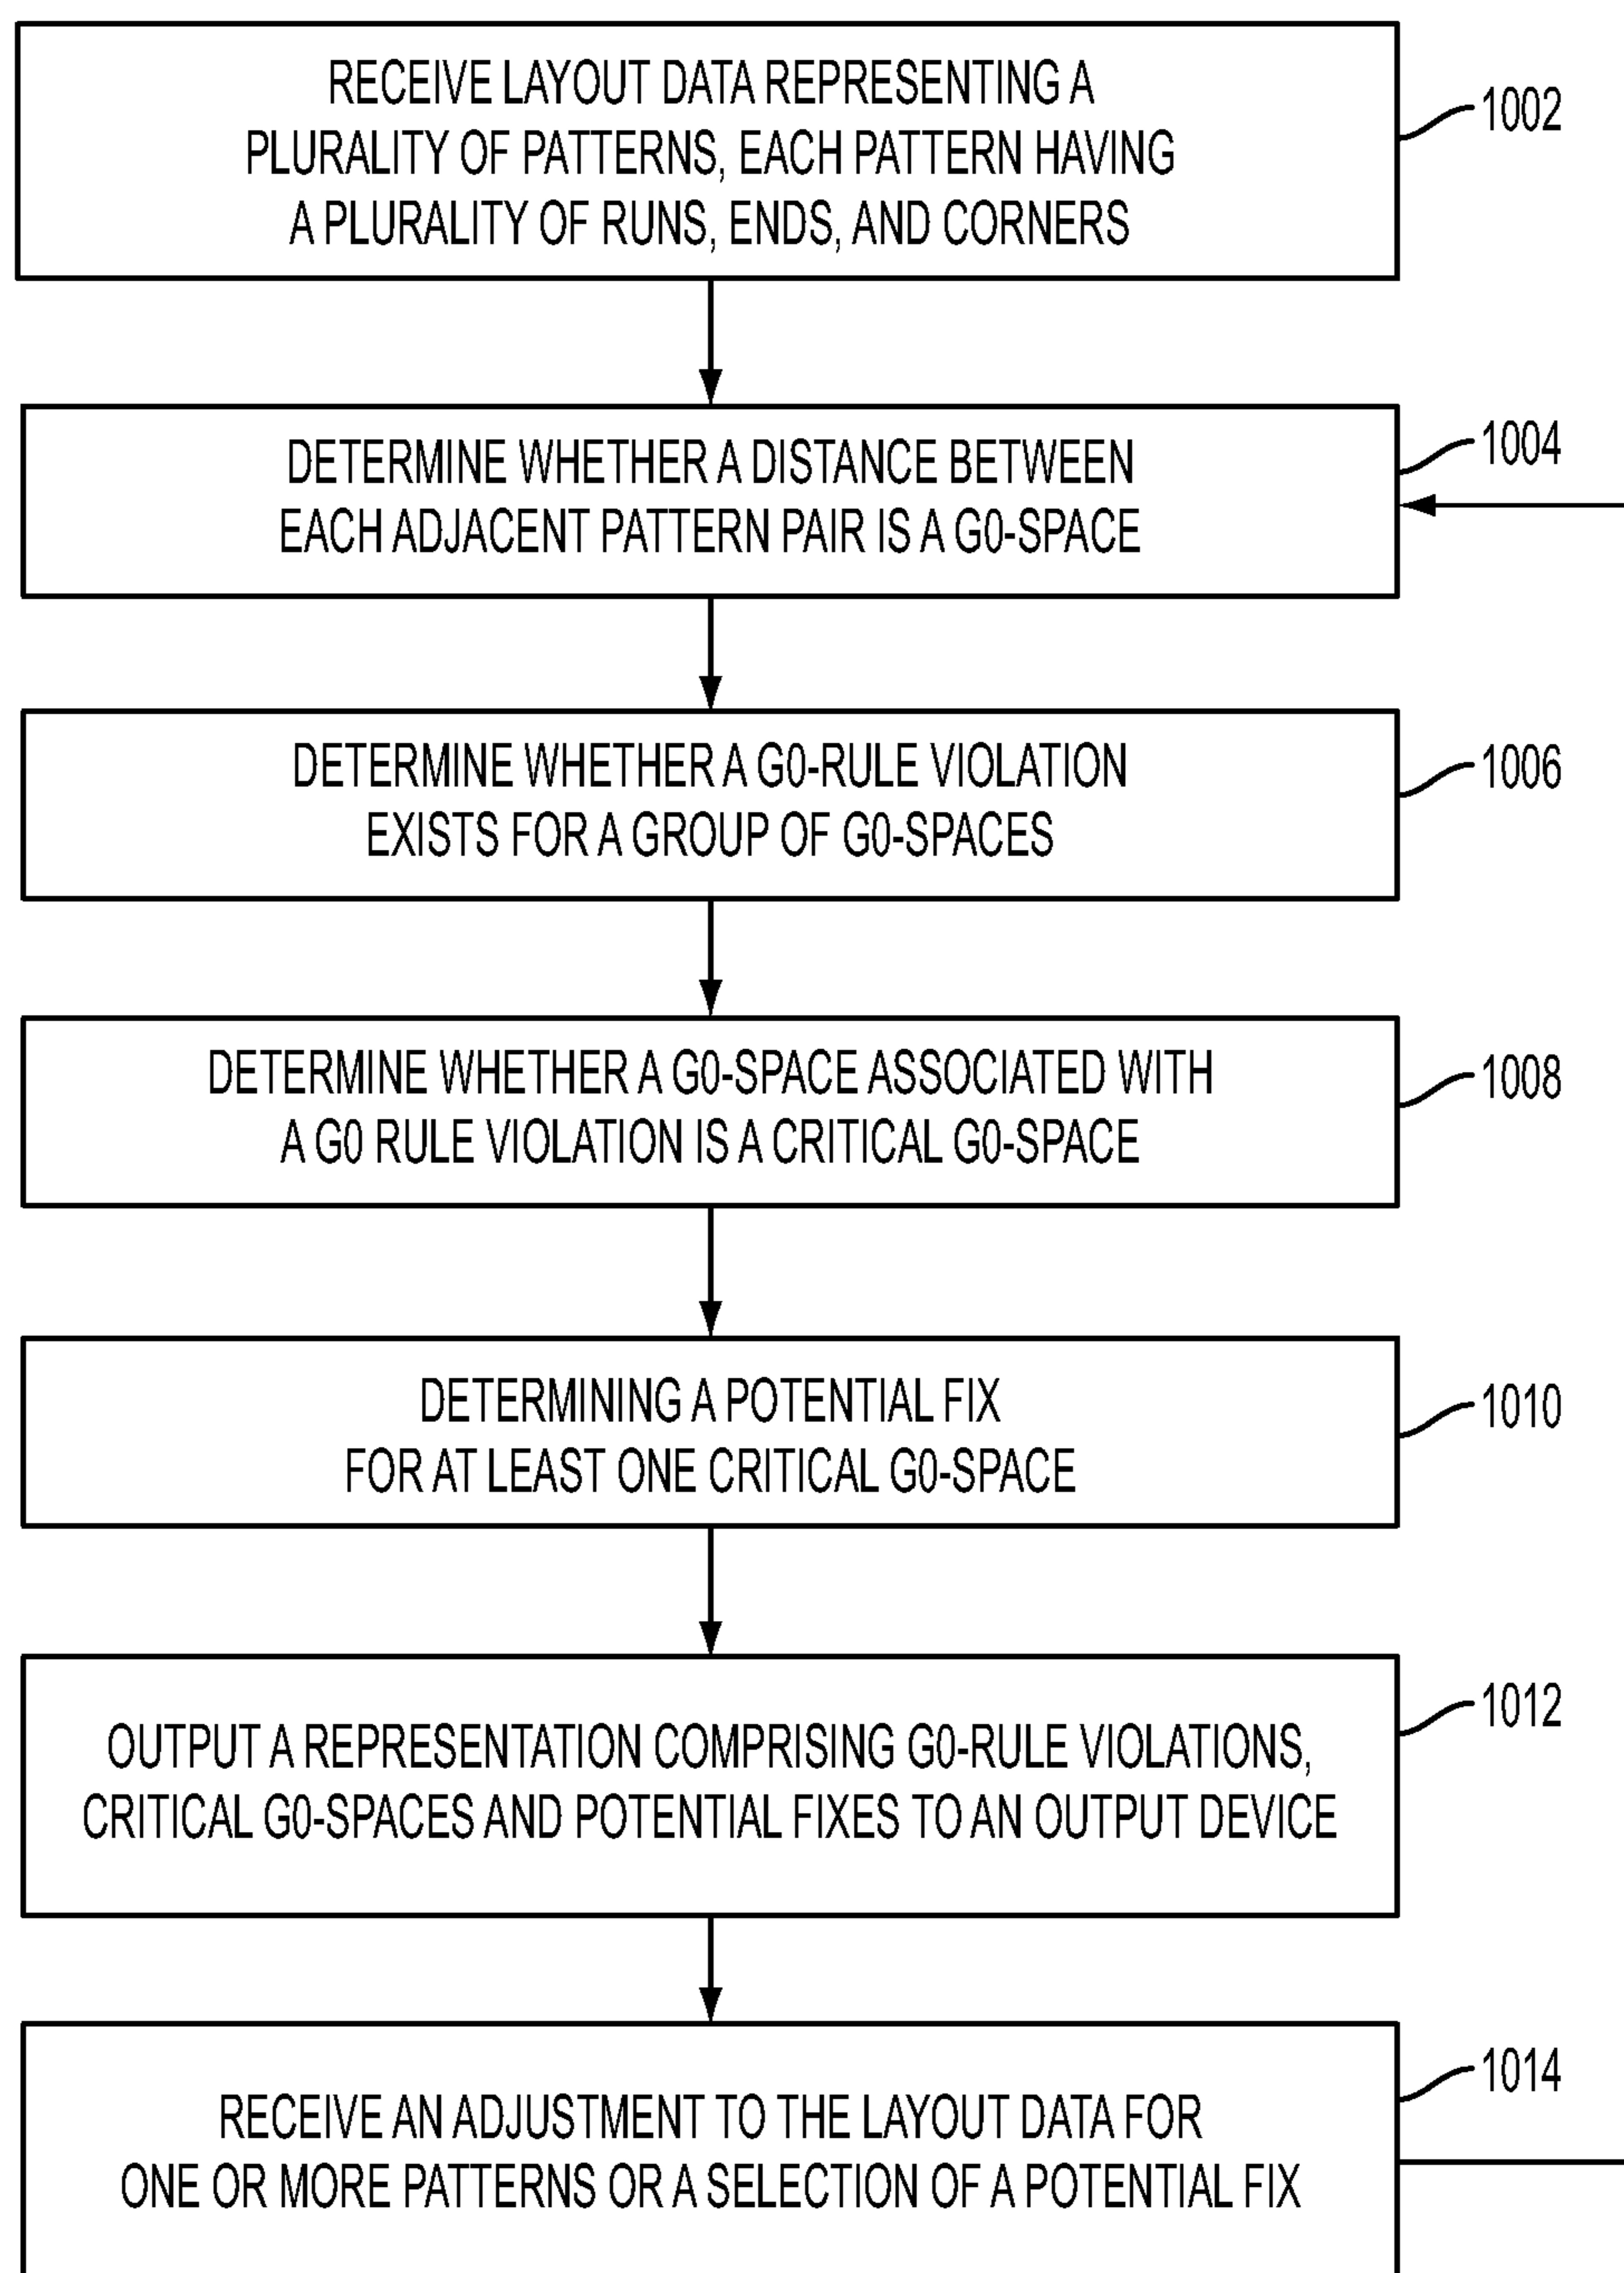 RECEIVE LAYOUT DATA REPRESENTING A
PLURALITY OF PATTERNS, EACH PATTERN HAVING
A PLURALITY OF RUNS, ENDS, AND CORNERS
1002
DETERMINE WHETHER A DISTANCE BETWEEN
EACH ADJACENT PATTERN PAIR IS A G0-SPACE
1004
DETERMINE WHETHER A G0-RULE VIOLATION
EXISTS FOR A GROUP OF G0-SPACES
1006
DETERMINE WHETHER A G0-SPACE ASSOCIATED WITH
A G0 RULE VIOLATION IS A CRITICAL G0-SPACE
1008
DETERMINING A POTENTIAL FIX
FOR AT LEAST ONE CRITICAL G0-SPACE
1010
OUTPUT A REPRESENTATION COMPRISING G0-RULE VIOLATIONS,
CRITICAL G0-SPACES AND POTENTIAL FIXES TO AN OUTPUT DEVICE
1012
RECEIVE AN ADJUSTMENT TO THE LAYOUT DATA FOR
ONE OR MORE PATTERNS OR A SELECTION OF A POTENTIAL FIX
1014